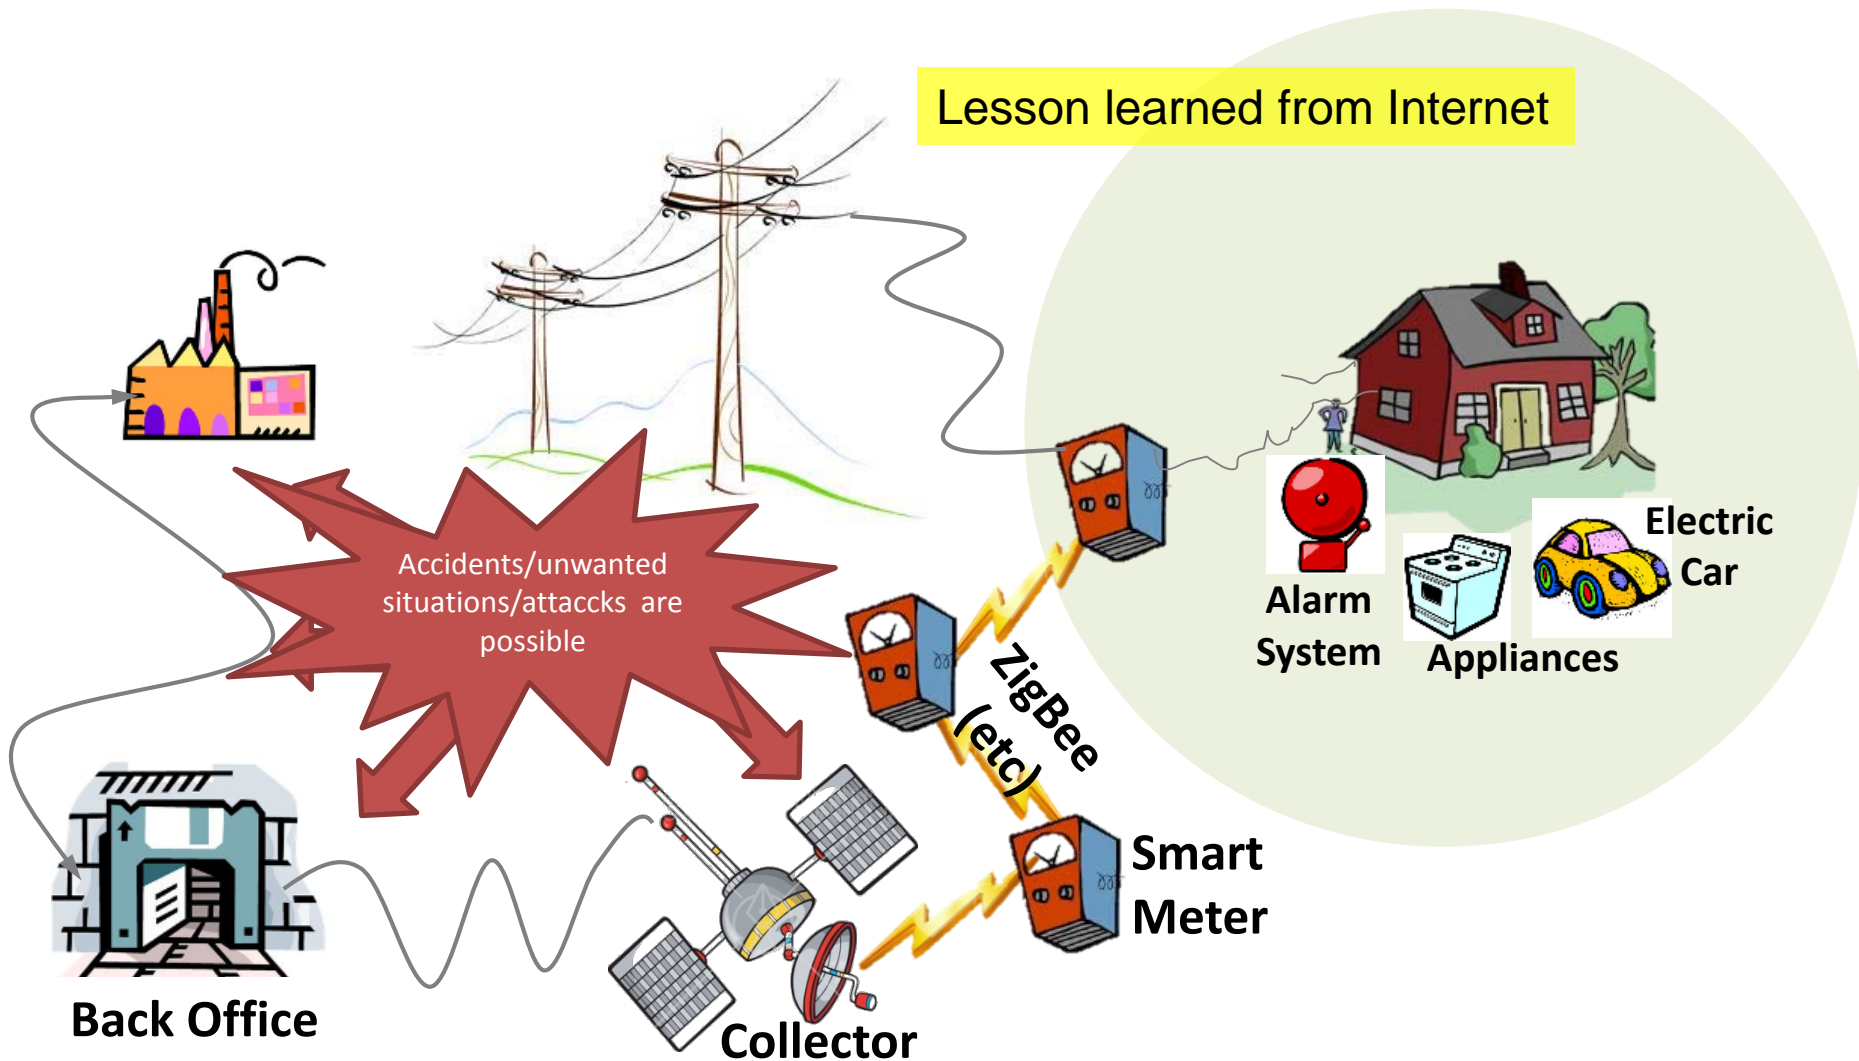 Lesson learned from Internet
Accidents/unwanted
situations/attaccks are
possible
Electric
Car
Alarm
System
Appliances
ZigBee
(etc)
Smart
Meter
Back Office
Collector